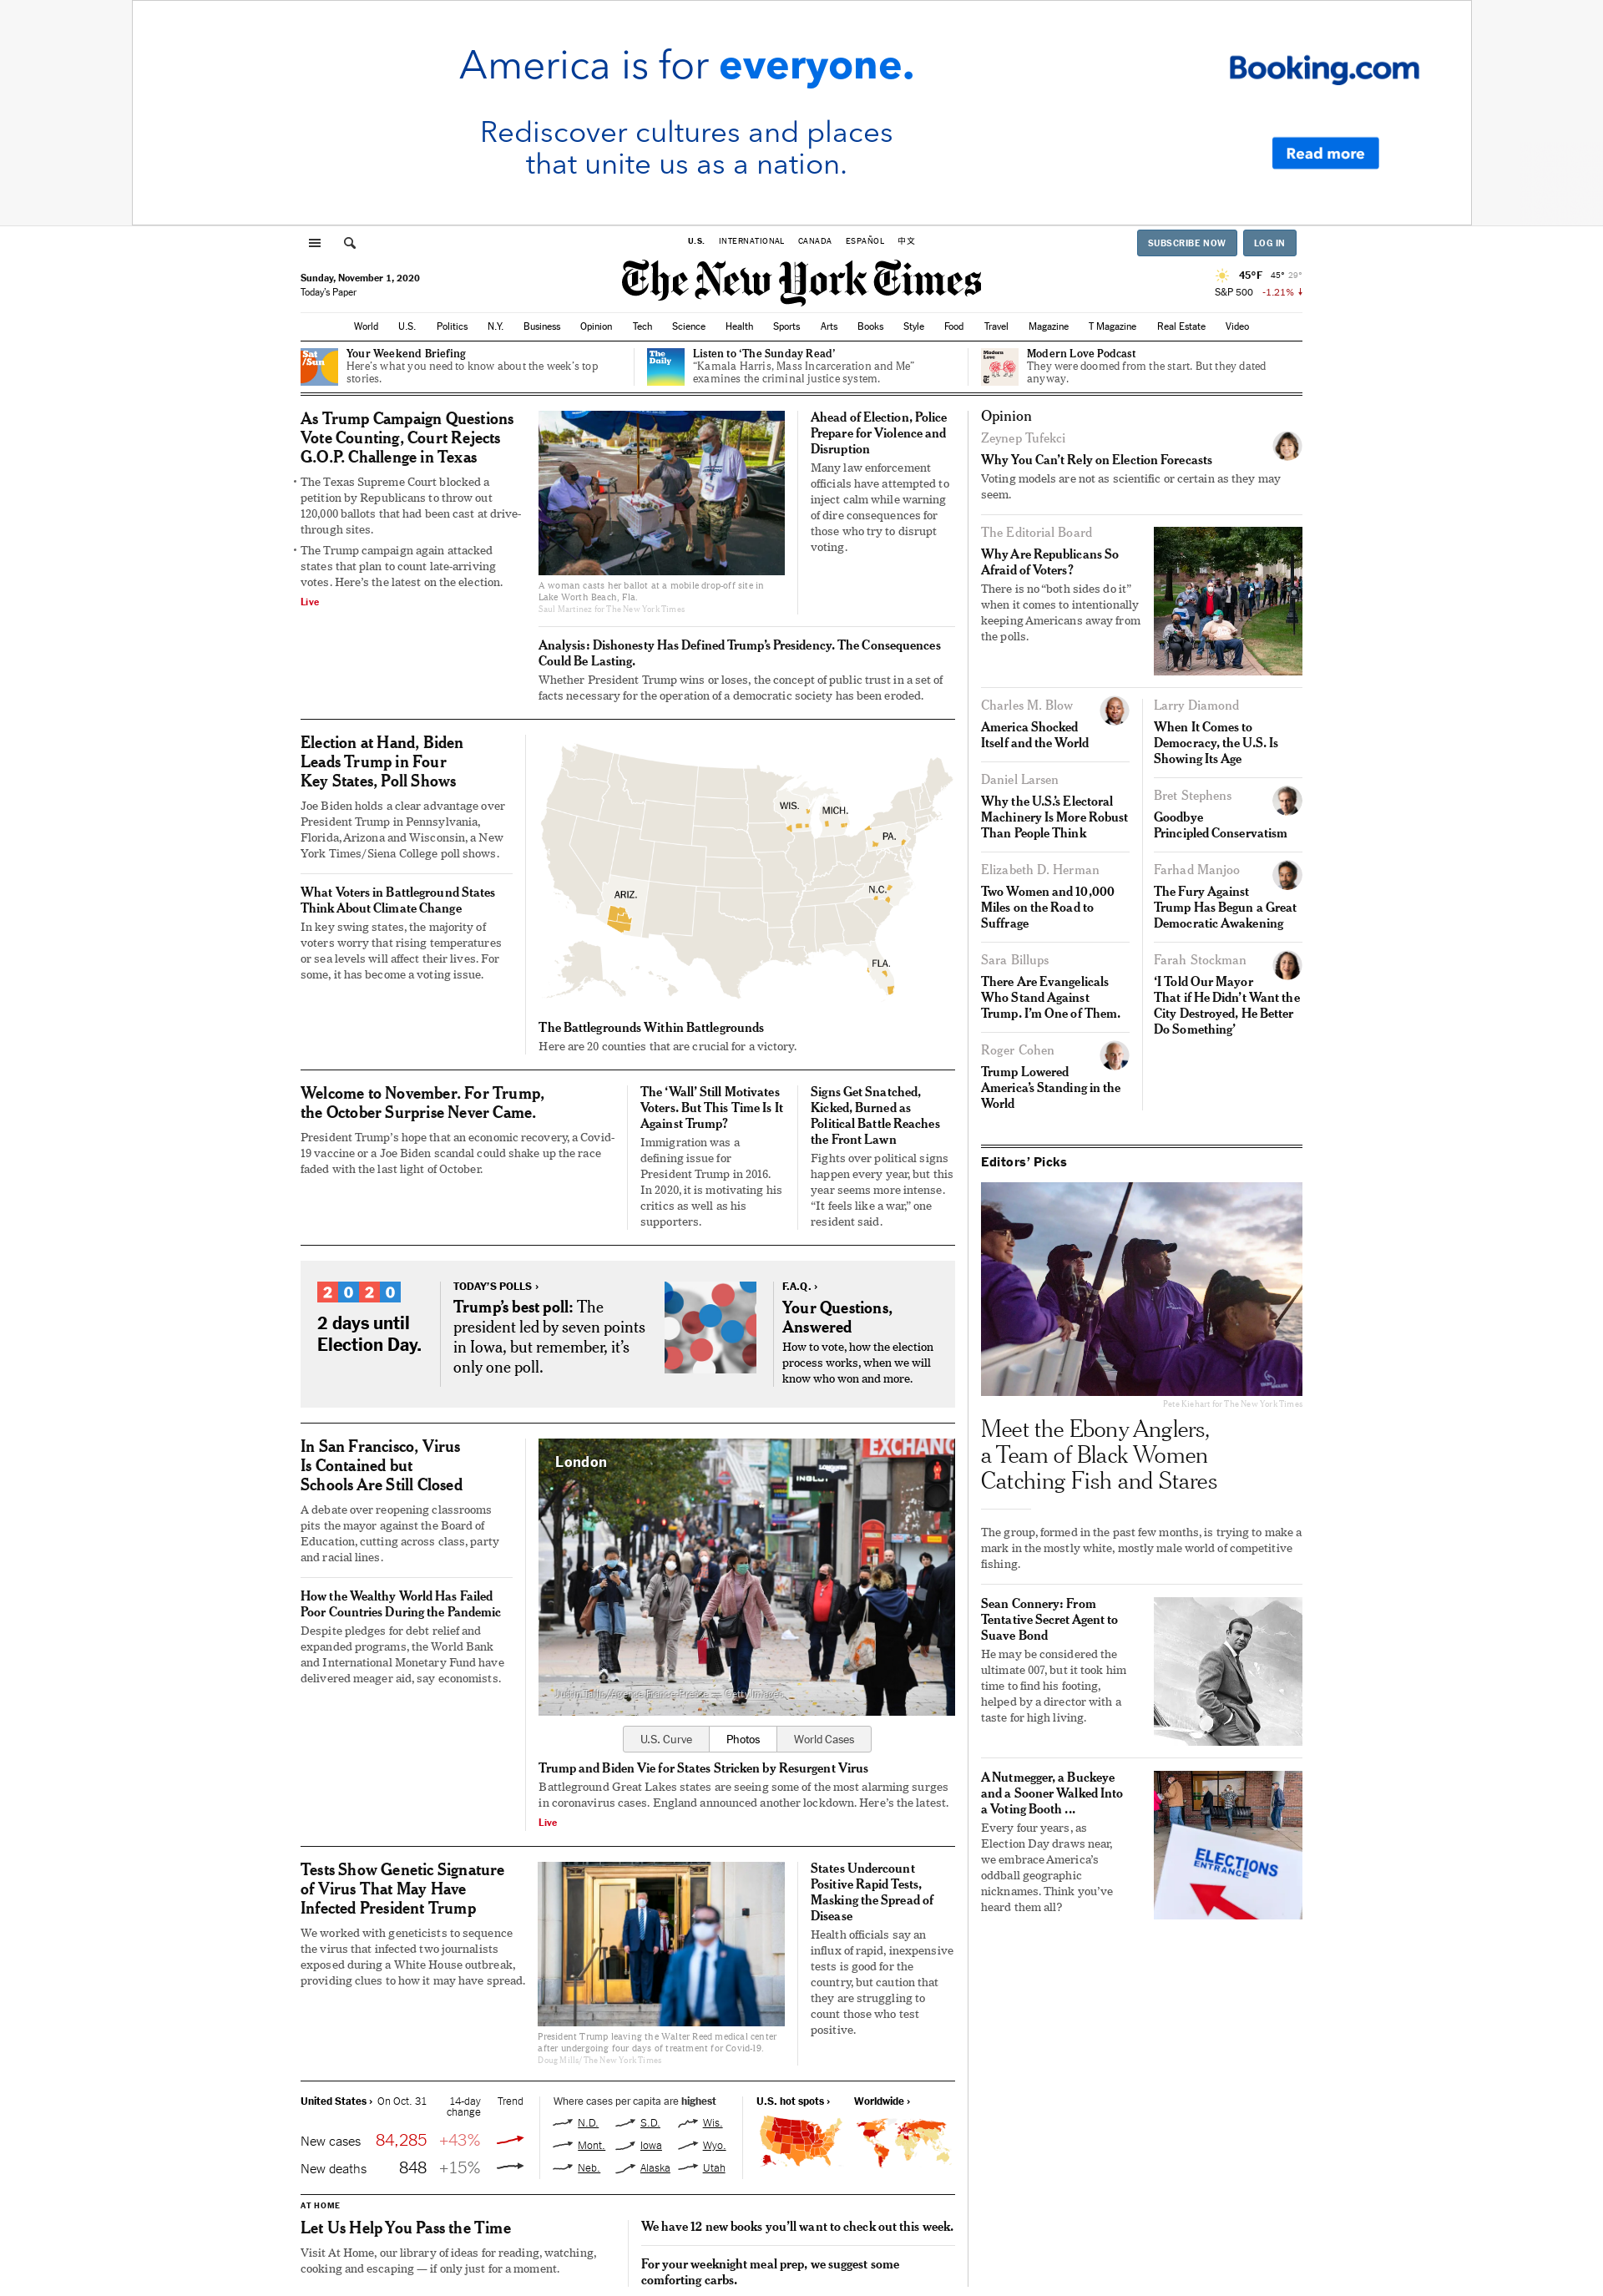 America is for everyone.
Booking.com
Rediscover cultures and places
that unite us as a nation.
Read more
U.S. INTERNATIONAL CANADA ESPAÑOL 中文
SUBSCRIBE NOW LOG IN
The New York Times
Sunday, November 1, 2020
Today's Paper
45°F 45° 29°
S&P 500 -1.21%
World U.S. Politics N.Y. Business Opinion Tech Science Health Sports Arts Books Style Food Travel Magazine T Magazine Real Estate Video
Sat
/Sun
Your Weekend Briefing
Here's what you need to know about the week's top
stories.
The
Daily
Listen to ‘The Sunday Read’
“Kamala Harris, Mass Incarceration and Me”
examines the criminal justice system.
Modern
Love
Modern Love Podcast
They were doomed from the start. But they dated
anyway.
As Trump Campaign Questions
Vote Counting, Court Rejects
G.O.P. Challenge in Texas
• The Texas Supreme Court blocked a
petition by Republicans to throw out
120,000 ballots that had been cast at drive-
through sites.
• The Trump campaign again attacked
states that plan to count late-arriving
votes. Here’s the latest on the election.
Live
A woman casts her ballot at a mobile drop-off site in
Lake Worth Beach, Fla.
Saul Martinez for The New York Times
Ahead of Election, Police
Prepare for Violence and
Disruption
Many law enforcement
officials have attempted to
inject calm while warning
of dire consequences for
those who try to disrupt
voting.
Analysis: Dishonesty Has Defined Trump’s Presidency. The Consequences
Could Be Lasting.
Whether President Trump wins or loses, the concept of public trust in a set of
facts necessary for the operation of a democratic society has been eroded.
Election at Hand, Biden
Leads Trump in Four
Key States, Poll Shows
Joe Biden holds a clear advantage over
President Trump in Pennsylvania,
Florida, Arizona and Wisconsin, a New
York Times/Siena College poll shows.
What Voters in Battleground States
Think About Climate Change
In key swing states, the majority of
voters worry that rising temperatures
or sea levels will affect their lives. For
some, it has become a voting issue.
WIS.
MICH.
PA.
N.C.
ARIZ.
FLA.
The Battlegrounds Within Battlegrounds
Here are 20 counties that are crucial for a victory.
Welcome to November. For Trump,
the October Surprise Never Came.
President Trump’s hope that an economic recovery, a Covid-
19 vaccine or a Joe Biden scandal could shake up the race
faded with the last light of October.
The ‘Wall’ Still Motivates
Voters. But This Time Is It
Against Trump?
Immigration was a
defining issue for
President Trump in 2016.
In 2020, it is motivating his
critics as well as his
supporters.
Signs Get Snatched,
Kicked, Burned as
Political Battle Reaches
the Front Lawn
Fights over political signs
happen every year, but this
year seems more intense.
“It feels like a war,” one
resident said.
2020
2 days until
Election Day.
TODAY’S POLLS ›
Trump’s best poll: The
president led by seven points
in Iowa, but remember, it’s
only one poll.
F.A.Q. ›
Your Questions,
Answered
How to vote, how the election
process works, when we will
know who won and more.
In San Francisco, Virus
Is Contained but
Schools Are Still Closed
A debate over reopening classrooms
pits the mayor against the Board of
Education, cutting across class, party
and racial lines.
How the Wealthy World Has Failed
Poor Countries During the Pandemic
Despite pledges for debt relief and
expanded programs, the World Bank
and International Monetary Fund have
delivered meager aid, say economists.
London
EXCHANG
LONGINES
INGLOT
Justin Tallis/Agence France-Presse — Getty Images
U.S. Curve Photos World Cases
Trump and Biden Vie for States Stricken by Resurgent Virus
Battleground Great Lakes states are seeing some of the most alarming surges
in coronavirus cases. England announced another lockdown. Here’s the latest.
Live
Tests Show Genetic Signature
of Virus That May Have
Infected President Trump
We worked with geneticists to sequence
the virus that infected two journalists
exposed during a White House outbreak,
providing clues to how it may have spread.
President Trump leaving the Walter Reed medical center
after undergoing four days of treatment for Covid-19.
Doug Mills/The New York Times
States Undercount
Positive Rapid Tests,
Masking the Spread of
Disease
Health officials say an
influx of rapid, inexpensive
tests is good for the
country, but caution that
they are struggling to
count those who test
positive.
United States › On Oct. 31 14-day
change Trend
New cases 84,285 +43%
New deaths 848 +15%
Where cases per capita are highest
N.D. S.D. Wis.
Mont. Iowa Wyo.
Neb. Alaska Utah
U.S. hot spots › Worldwide ›
AT HOME
Let Us Help You Pass the Time
Visit At Home, our library of ideas for reading, watching,
cooking and escaping — if only just for a moment.
We have 12 new books you’ll want to check out this week.
For your weeknight meal prep, we suggest some
comforting carbs.
Opinion
Zeynep Tufekci
Why You Can’t Rely on Election Forecasts
Voting models are not as scientific or certain as they may
seem.
The Editorial Board
Why Are Republicans So
Afraid of Voters?
There is no “both sides do it”
when it comes to intentionally
keeping Americans away from
the polls.
Charles M. Blow
America Shocked
Itself and the World
Larry Diamond
When It Comes to
Democracy, the U.S. Is
Showing Its Age
Daniel Larsen
Why the U.S.’s Electoral
Machinery Is More Robust
Than People Think
Bret Stephens
Goodbye
Principled Conservatism
Elizabeth D. Herman
Two Women and 10,000
Miles on the Road to
Suffrage
Farhad Manjoo
The Fury Against
Trump Has Begun a Great
Democratic Awakening
Sara Billups
There Are Evangelicals
Who Stand Against
Trump. I’m One of Them.
Farah Stockman
‘I Told Our Mayor
That if He Didn’t Want the
City Destroyed, He Better
Do Something’
Roger Cohen
Trump Lowered
America’s Standing in the
World
Editors’ Picks
Pete Kiehart for The New York Times
Meet the Ebony Anglers,
a Team of Black Women
Catching Fish and Stares
The group, formed in the past few months, is trying to make a
mark in the mostly white, mostly male world of competitive
fishing.
Sean Connery: From
Tentative Secret Agent to
Suave Bond
He may be considered the
ultimate 007, but it took him
time to find his footing,
helped by a director with a
taste for high living.
A Nutmegger, a Buckeye
and a Sooner Walked Into
a Voting Booth ...
Every four years, as
Election Day draws near,
we embrace America’s
oddball geographic
nicknames. Think you’ve
heard them all?
ELECTIONS
ENTRANCE